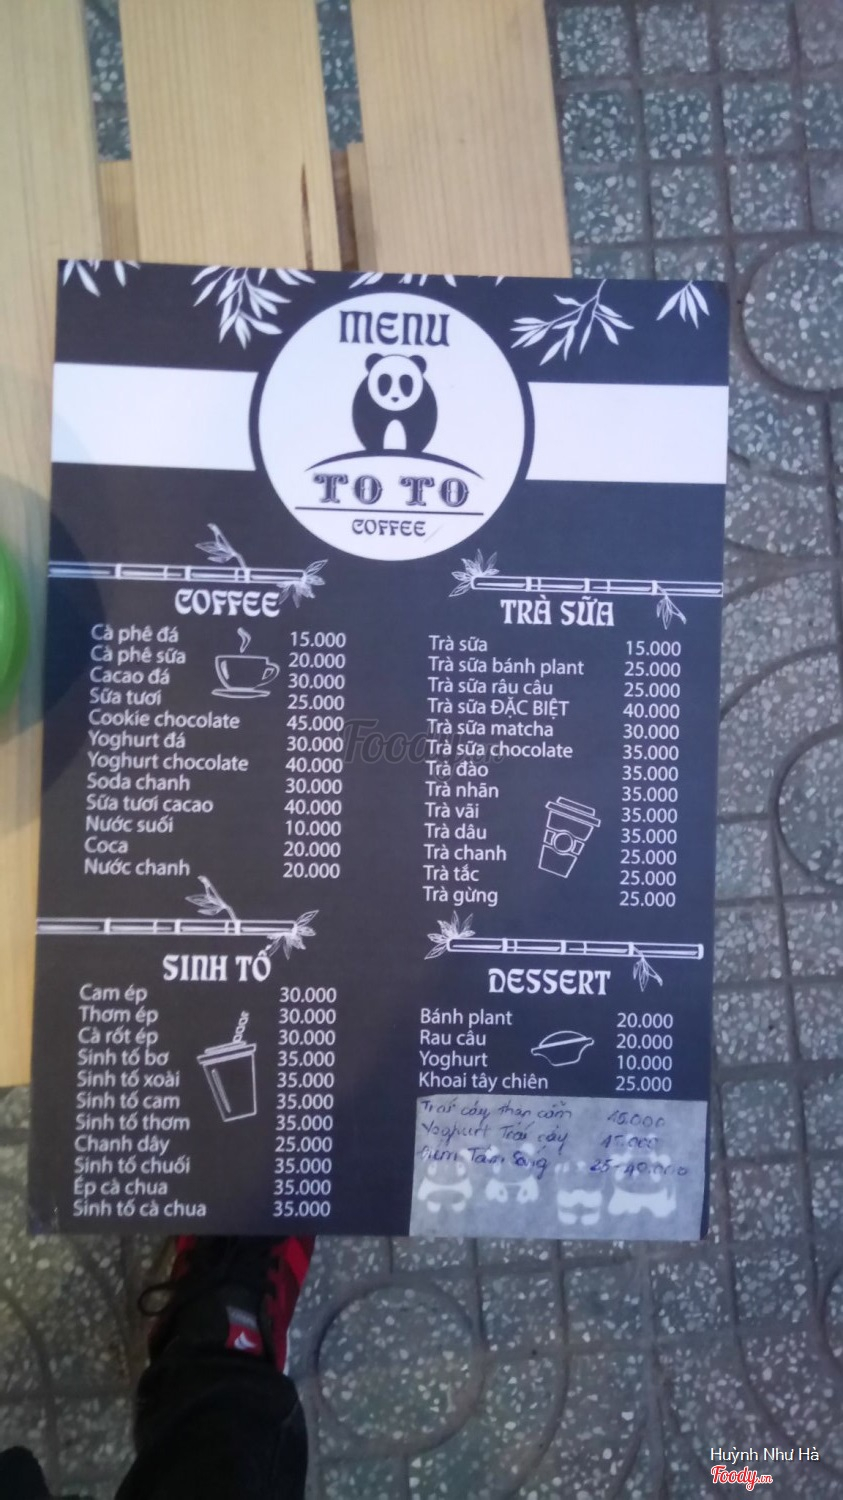 MENU
TO TO
COFFEE
COFFEE
Cà phê đá 15.000
Cà phê sữa 20.000
Cacao đá 30.000
Sữa tươi 25.000
Cookie chocolate 45.000
Yoghurt đá 30.000
Yoghurt chocolate 40.000
Soda chanh 30.000
Sữa tươi cacao 40.000
Nước suối 10.000
Coca 20.000
Nước chanh 20.000
TRÀ SỮA
Trà sữa 15.000
Trà sữa bánh plant 25.000
Trà sữa râu câu 25.000
Trà sữa ĐẶC BIỆT 40.000
Trà sữa matcha 30.000
Trà sữa chocolate 35.000
Trà đào 35.000
Trà nhãn 35.000
Trà vãi 35.000
Trà dâu 35.000
Trà chanh 25.000
Trà tắc 25.000
Trà gừng 25.000
SINH TỐ
Cam ép 30.000
Thơm ép 30.000
Cà rốt ép 30.000
Sinh tố bơ 35.000
Sinh tố xoài 35.000
Sinh tố cam 35.000
Sinh tố thơm 35.000
Chanh dây 25.000
Sinh tố chuối 35.000
Ép cà chua 35.000
Sinh tố cà chua 35.000
DESSERT
Bánh plant 20.000
Rau câu 20.000
Yoghurt 10.000
Khoai tây chiên 25.000
Trái cây
Yoghurt Trái cây
25-40.000
Foody.vn
Huỳnh Như Hà
Foody.vn